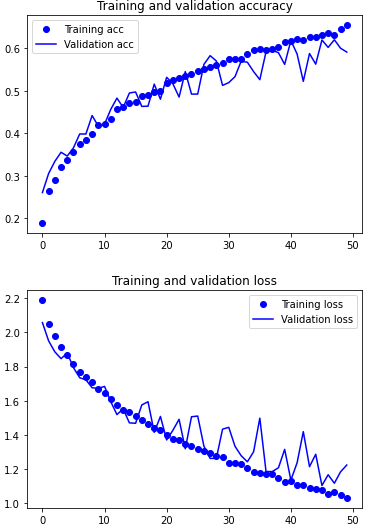 Training and validation accuracy
Training acc
Validation acc
0.6
0.5
0.4
0.3
0.2
0 10 20 30 40 50
Training and validation loss
Training loss
Validation loss
2.2
2.0
1.8
1.6
1.4
1.2
1.0
0 10 20 30 40 50